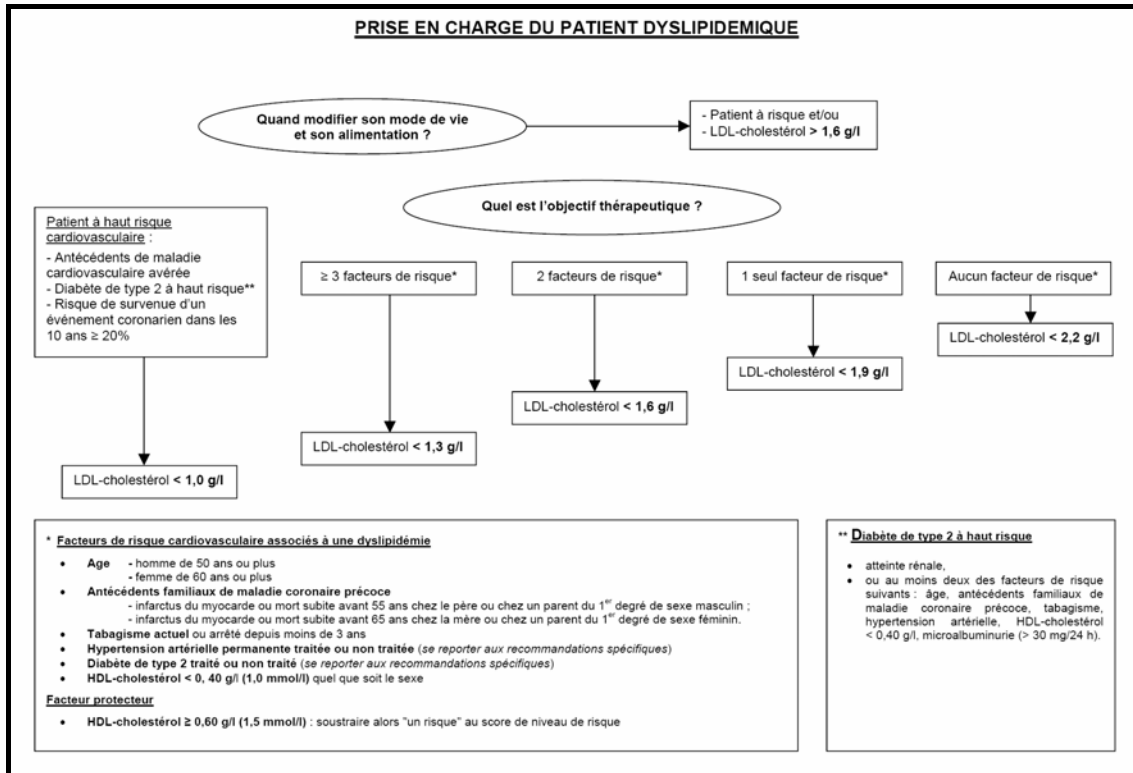 PRISE EN CHARGE DU PATIENT DYSLIPIDEMIQUE
Quand modifier son mode de vie
et son alimentation ?
- Patient à risque et/ou
- LDL-cholestérol > 1,6 g/l
Quel est l'objectif thérapeutique ?
Patient à haut risque
cardiovasculaire :
- Antécédents de maladie
cardiovasculaire avérée
- Diabète de type 2 à haut risque**
- Risque de survenue d'un
événement coronarien dans les
10 ans ≥ 20%
≥ 3 facteurs de risque*
2 facteurs de risque*
1 seul facteur de risque*
Aucun facteur de risque*
LDL-cholestérol < 2,2 g/l
LDL-cholestérol < 1,9 g/l
LDL-cholestérol < 1,6 g/l
LDL-cholestérol < 1,3 g/l
LDL-cholestérol < 1,0 g/l
* Facteurs de risque cardiovasculaire associés à une dyslipidémie
• Age - homme de 50 ans ou plus
- femme de 60 ans ou plus
• Antécédents familiaux de maladie coronaire précoce
- infarctus du myocarde ou mort subite avant 55 ans chez le père ou chez un parent du 1er degré de sexe masculin ;
- infarctus du myocarde ou mort subite avant 65 ans chez la mère ou chez un parent du 1er degré de sexe féminin.
• Tabagisme actuel ou arrêté depuis moins de 3 ans
• Hypertension artérielle permanente traitée ou non traitée (se reporter aux recommandations spécifiques)
• Diabète de type 2 traité ou non traité (se reporter aux recommandations spécifiques)
• HDL-cholestérol < 0, 40 g/l (1,0 mmol/l) quel que soit le sexe
Facteur protecteur
• HDL-cholestérol ≥ 0,60 g/l (1,5 mmol/l) : soustraire alors "un risque" au score de niveau de risque
** Diabète de type 2 à haut risque
• atteinte rénale,
• ou au moins deux des facteurs de risque
suivants : âge, antécédents familiaux de
maladie coronaire précoce, tabagisme,
hypertension artérielle, HDL-cholestérol
< 0,40 g/l, microalbuminurie (> 30 mg/24 h).